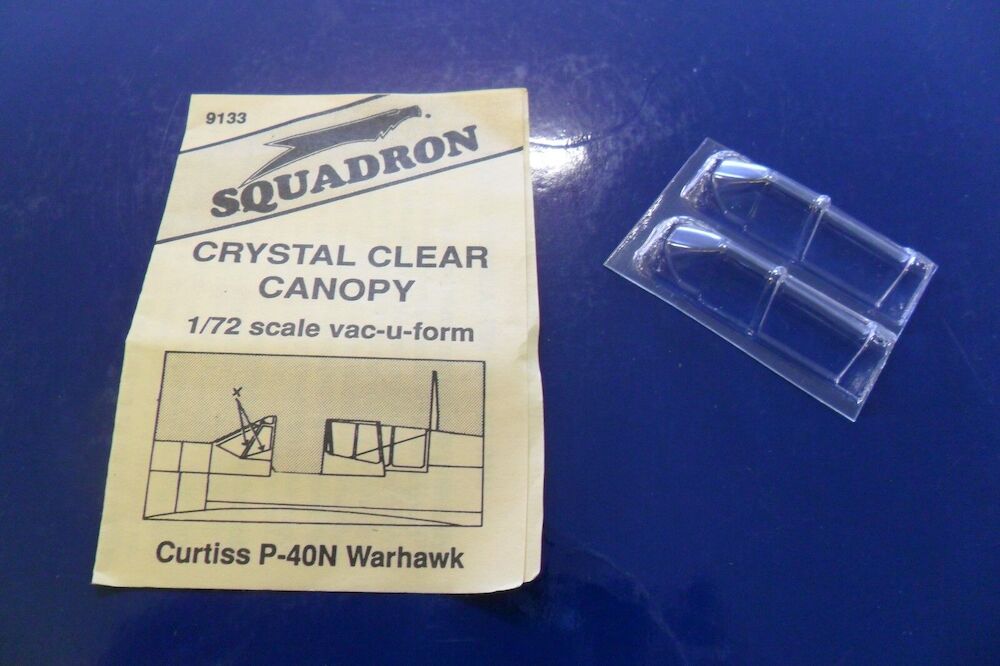 9133
SQUADRON
CRYSTAL CLEAR
CANOPY
1/72 scale vac-u-form
x
Curtiss P-40N Warhawk